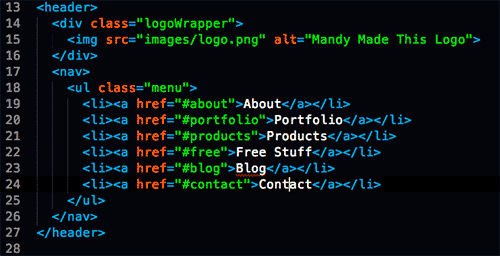 13 <header>
14 <div class="logoWrapper">
15 <img src="images/logo.png" alt="Mandy Made This Logo">
16 </div>
17 <nav>
18 <ul class="menu">
19 <li><a href="#about">About</a></li>
20 <li><a href="#portfolio">Portfolio</a></li>
21 <li><a href="#products">Products</a></li>
22 <li><a href="#free">Free Stuff</a></li>
23 <li><a href="#blog">Blog</a></li>
24 <li><a href="#contact">Contact</a></li>
25 </ul>
26 </nav>
27 </header>
28